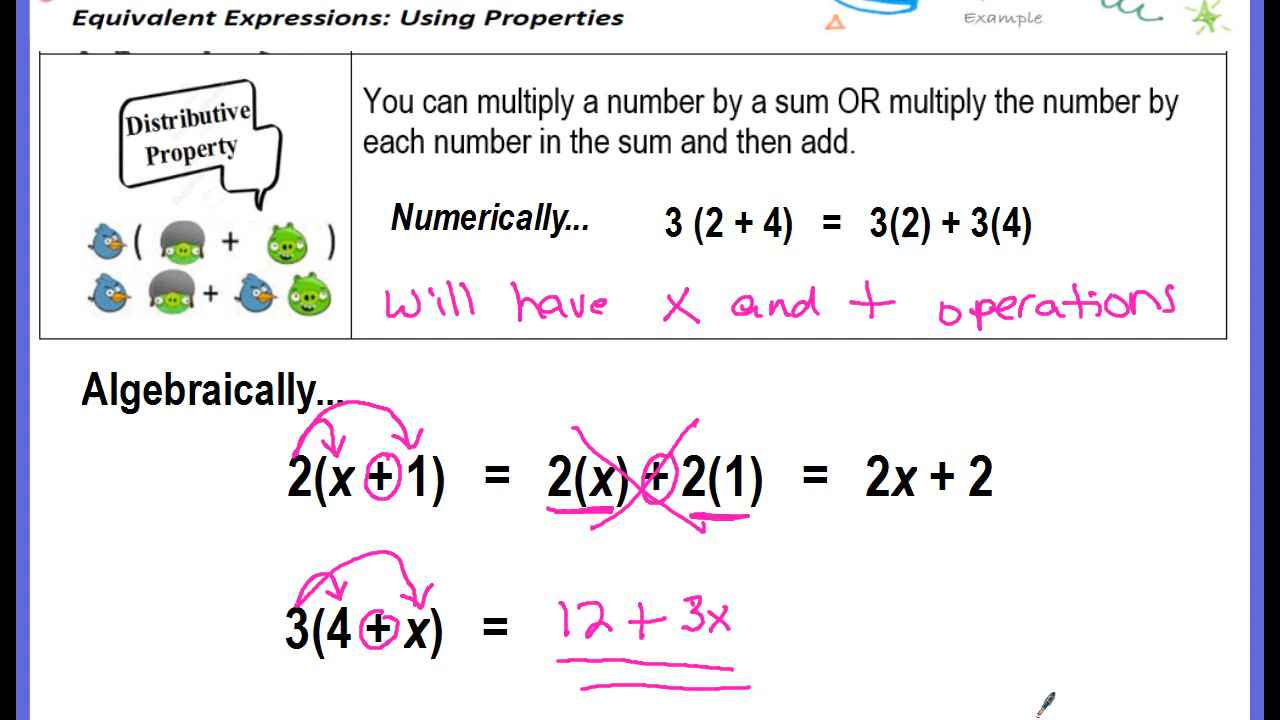 Equivalent Expressions: Using Properties
Example
Distributive
Property
You can multiply a number by a sum OR multiply the number by
each number in the sum and then add.
Numerically... 3 (2 + 4) = 3(2) + 3(4)
( + )
+
will have x and + operations
Algebraically...
2(x + 1) = 2(x) + 2(1) = 2x + 2
3(4 + x) = 12 + 3x